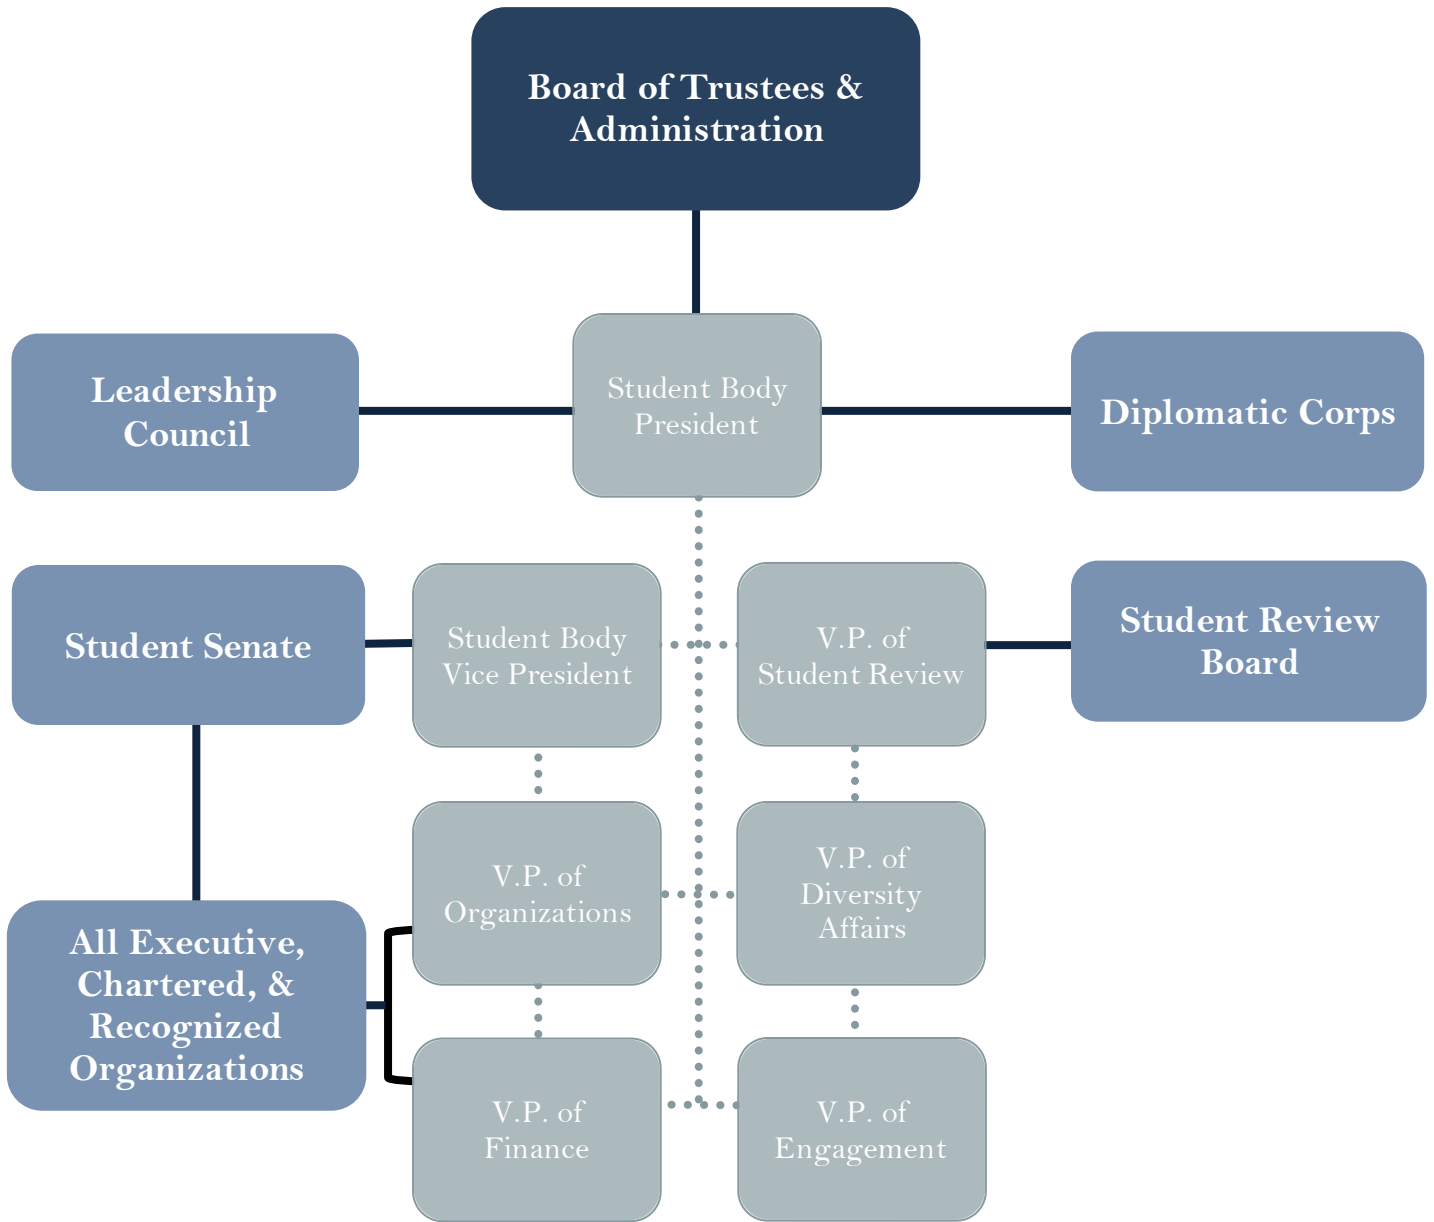 Board of Trustees &
Administration
Leadership
Council
Student Body
President
Diplomatic Corps
Student Senate
Student Body
Vice President
V.P. of
Student Review
Student Review
Board
V.P. of
Organizations
V.P. of
Diversity
Affairs
All Executive,
Chartered, &
Recognized
Organizations
V.P. of
Finance
V.P. of
Engagement